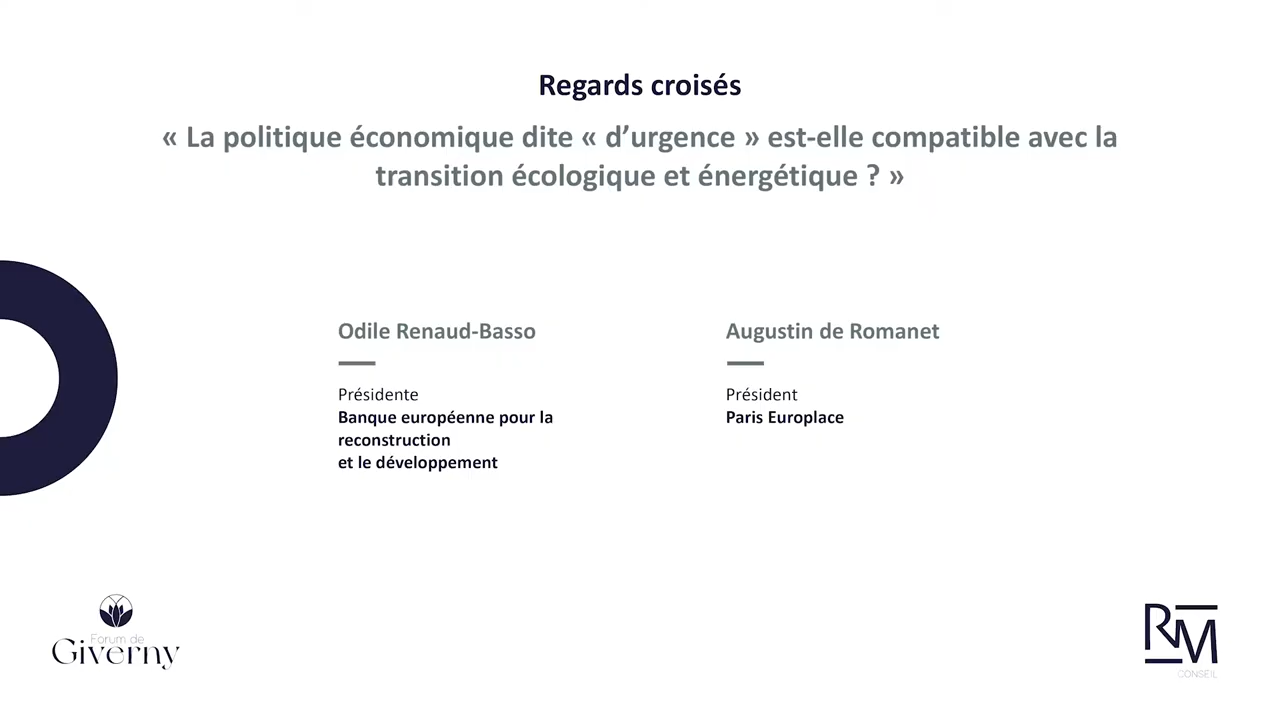 Regards croisés
« La politique économique dite « d’urgence » est-elle compatible avec la
transition écologique et énergétique ? »
Odile Renaud-Basso
Présidente
Banque européenne pour la
reconstruction
et le développement
Augustin de Romanet
Président
Paris Europlace
Forum de
Giverny
RM
CONSEIL